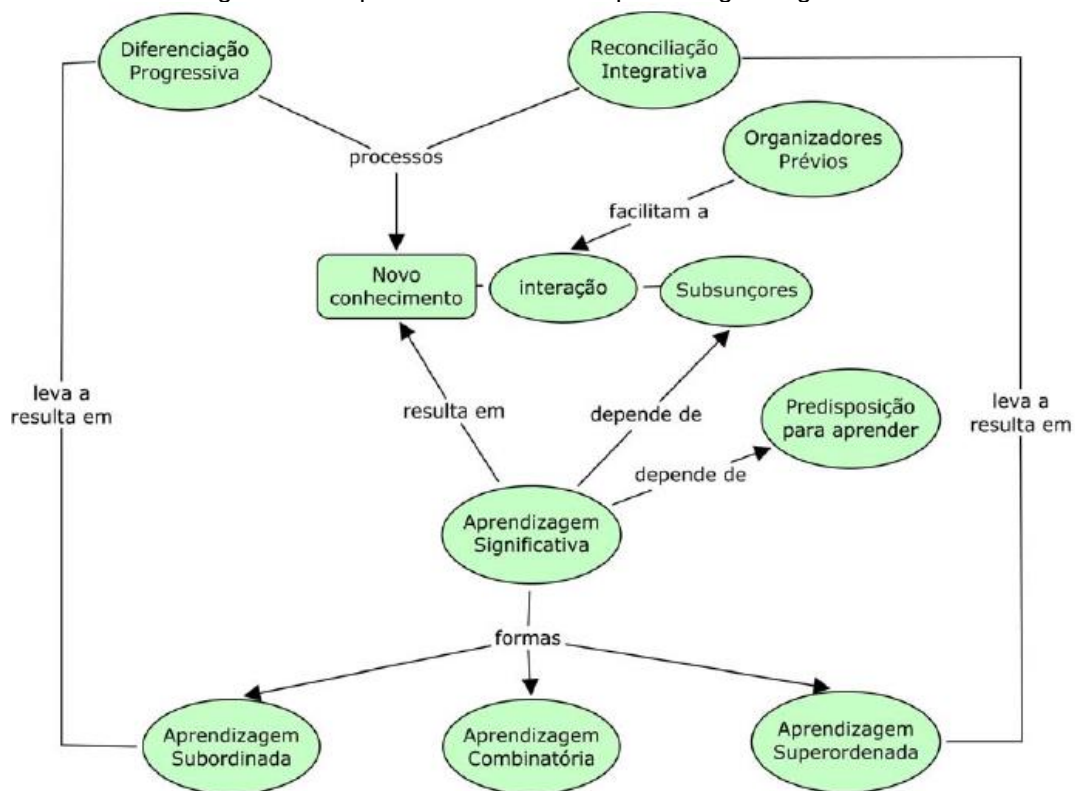 Diferenciação
Progressiva
Reconciliação
Integrativa
Organizadores
Prévios
processos
facilitam a
Novo
conhecimento
interação
Subsunçores
leva a
resulta em
resulta em
depende de
Predisposição
para aprender
leva a
resulta em
depende de
Aprendizagem
Significativa
formas
Aprendizagem
Subordinada
Aprendizagem
Combinatória
Aprendizagem
Superordenada